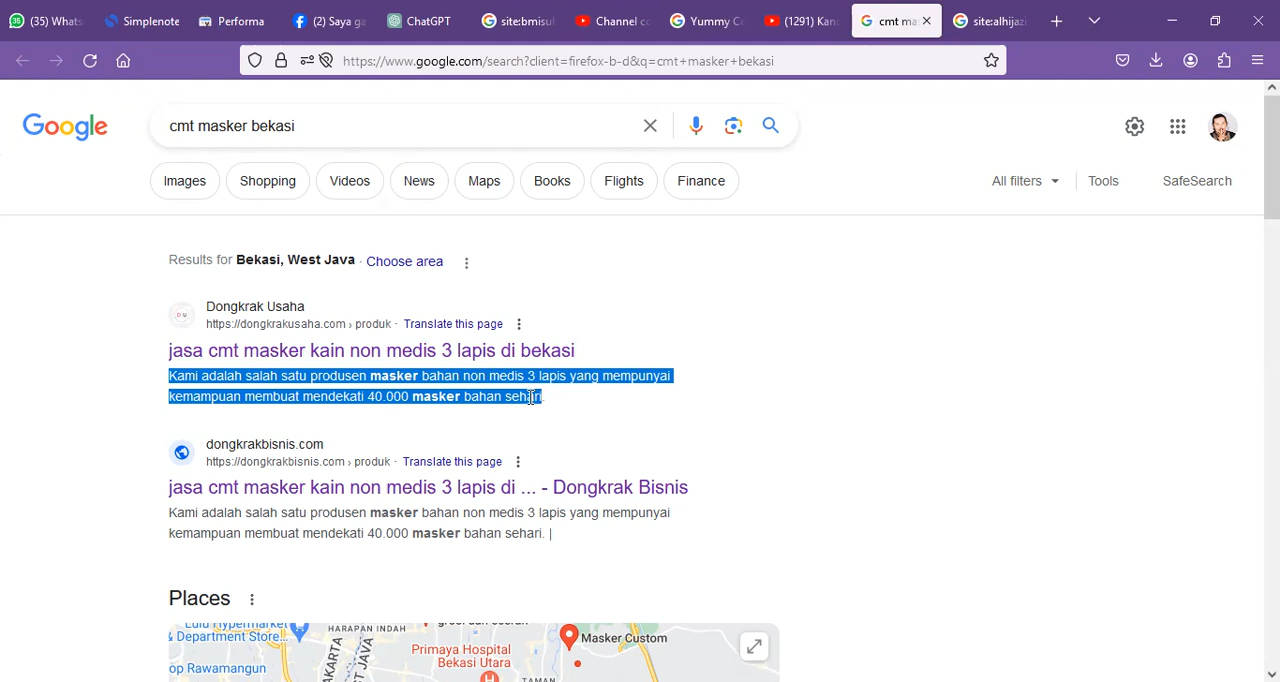 (35) Whats
Simplenote
Performa
(2) Saya ga
ChatGPT
site:bmisul
Channel co
Yummy Co
(1291) Kan
cmt mas
site:alhijaz
https://www.google.com/search?client=firefox-b-d&q=cmt+masker+bekasi
Google
cmt masker bekasi
Images
Shopping
Videos
News
Maps
Books
Flights
Finance
All filters
Tools
SafeSearch
Results for Bekasi, West Java · Choose area
Dongkrak Usaha
https://dongkrakusaha.com › produk · Translate this page
jasa cmt masker kain non medis 3 lapis di bekasi
Kami adalah salah satu produsen masker bahan non medis 3 lapis yang mempunyai
kemampuan membuat mendekati 40.000 masker bahan sehari.
dongkrakbisnis.com
https://dongkrakbisnis.com › produk · Translate this page
jasa cmt masker kain non medis 3 lapis di ... - Dongkrak Bisnis
Kami adalah salah satu produsen masker bahan non medis 3 lapis yang mempunyai
kemampuan membuat mendekati 40.000 masker bahan sehari. |
Places
Lulu Hypermarket
& Department Store...
HARAPAN INDAH
Masker Custom
Primaya Hospital
Bekasi Utara
JAKARTA
WEST JAVA
op Rawamangun
TAMAN